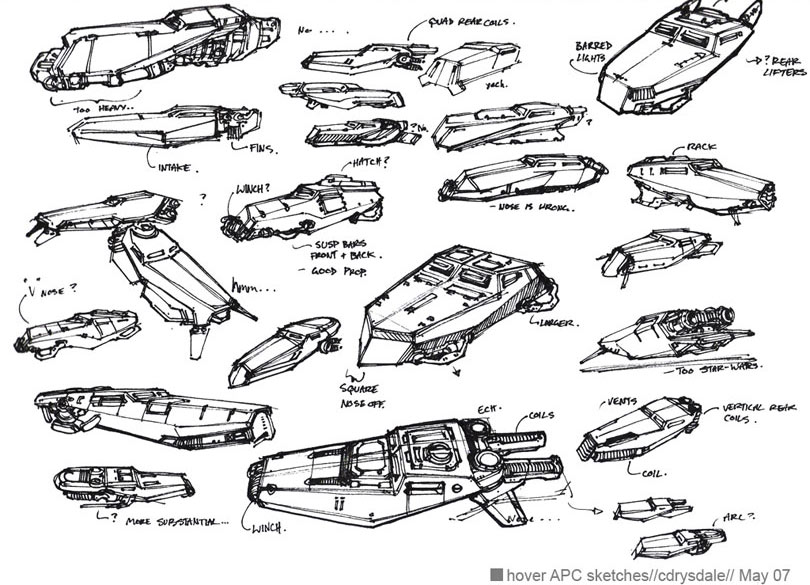 No ....
QUAD REAR COILS.
BARRED
LIGHTS
? REAR
LIFTERS
yech.
TOO HEAVY..
? No.
?
FINS.
INTAKE.
HATCH?
RACK
WINCH?
?
- NOSE IS WRONG.
SUSP BARS
FRONT + BACK.
- GOOD PROP.
"V" NOSE?
hmm...
LARGER.
- TOO STAR-WARS.
SQUARE
NOSE OFF.
VENTS
VERTICAL REAR
COILS.
ECH.
COILS
COIL.
? MORE SUBSTANTIAL...
WINCH.
ARC?
hover APC sketches//cdrysdale// May 07